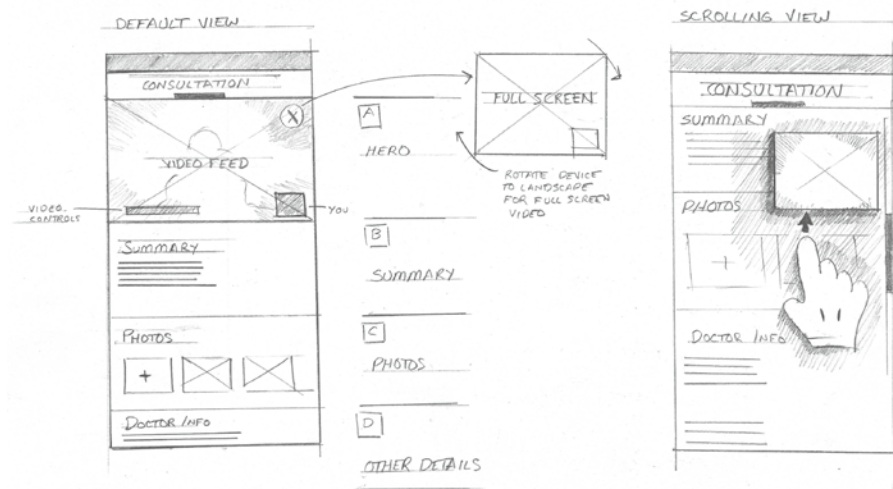 DEFAULT VIEW
CONSULTATION
X
VIDEO FEED
VIDEO
CONTROLS
YOU
SUMMARY
PHOTOS
+
DOCTOR INFO
A
HERO
B
SUMMARY
C
PHOTOS
D
OTHER DETAILS
FULL SCREEN
ROTATE DEVICE
TO LANDSCAPE
FOR FULL SCREEN
VIDEO
SCROLLING VIEW
CONSULTATION
SUMMARY
PHOTOS
+
DOCTOR INFO